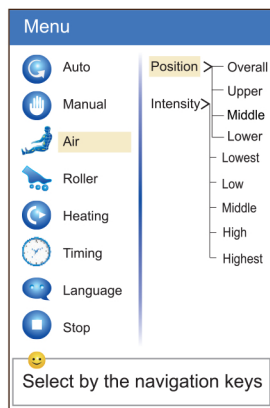 Menu
Auto
Manual
Air
Roller
Heating
Timing
Language
Stop
Position
Overall
Upper
Middle
Lower
Intensity
Lowest
Low
Middle
High
Highest
Select by the navigation keys